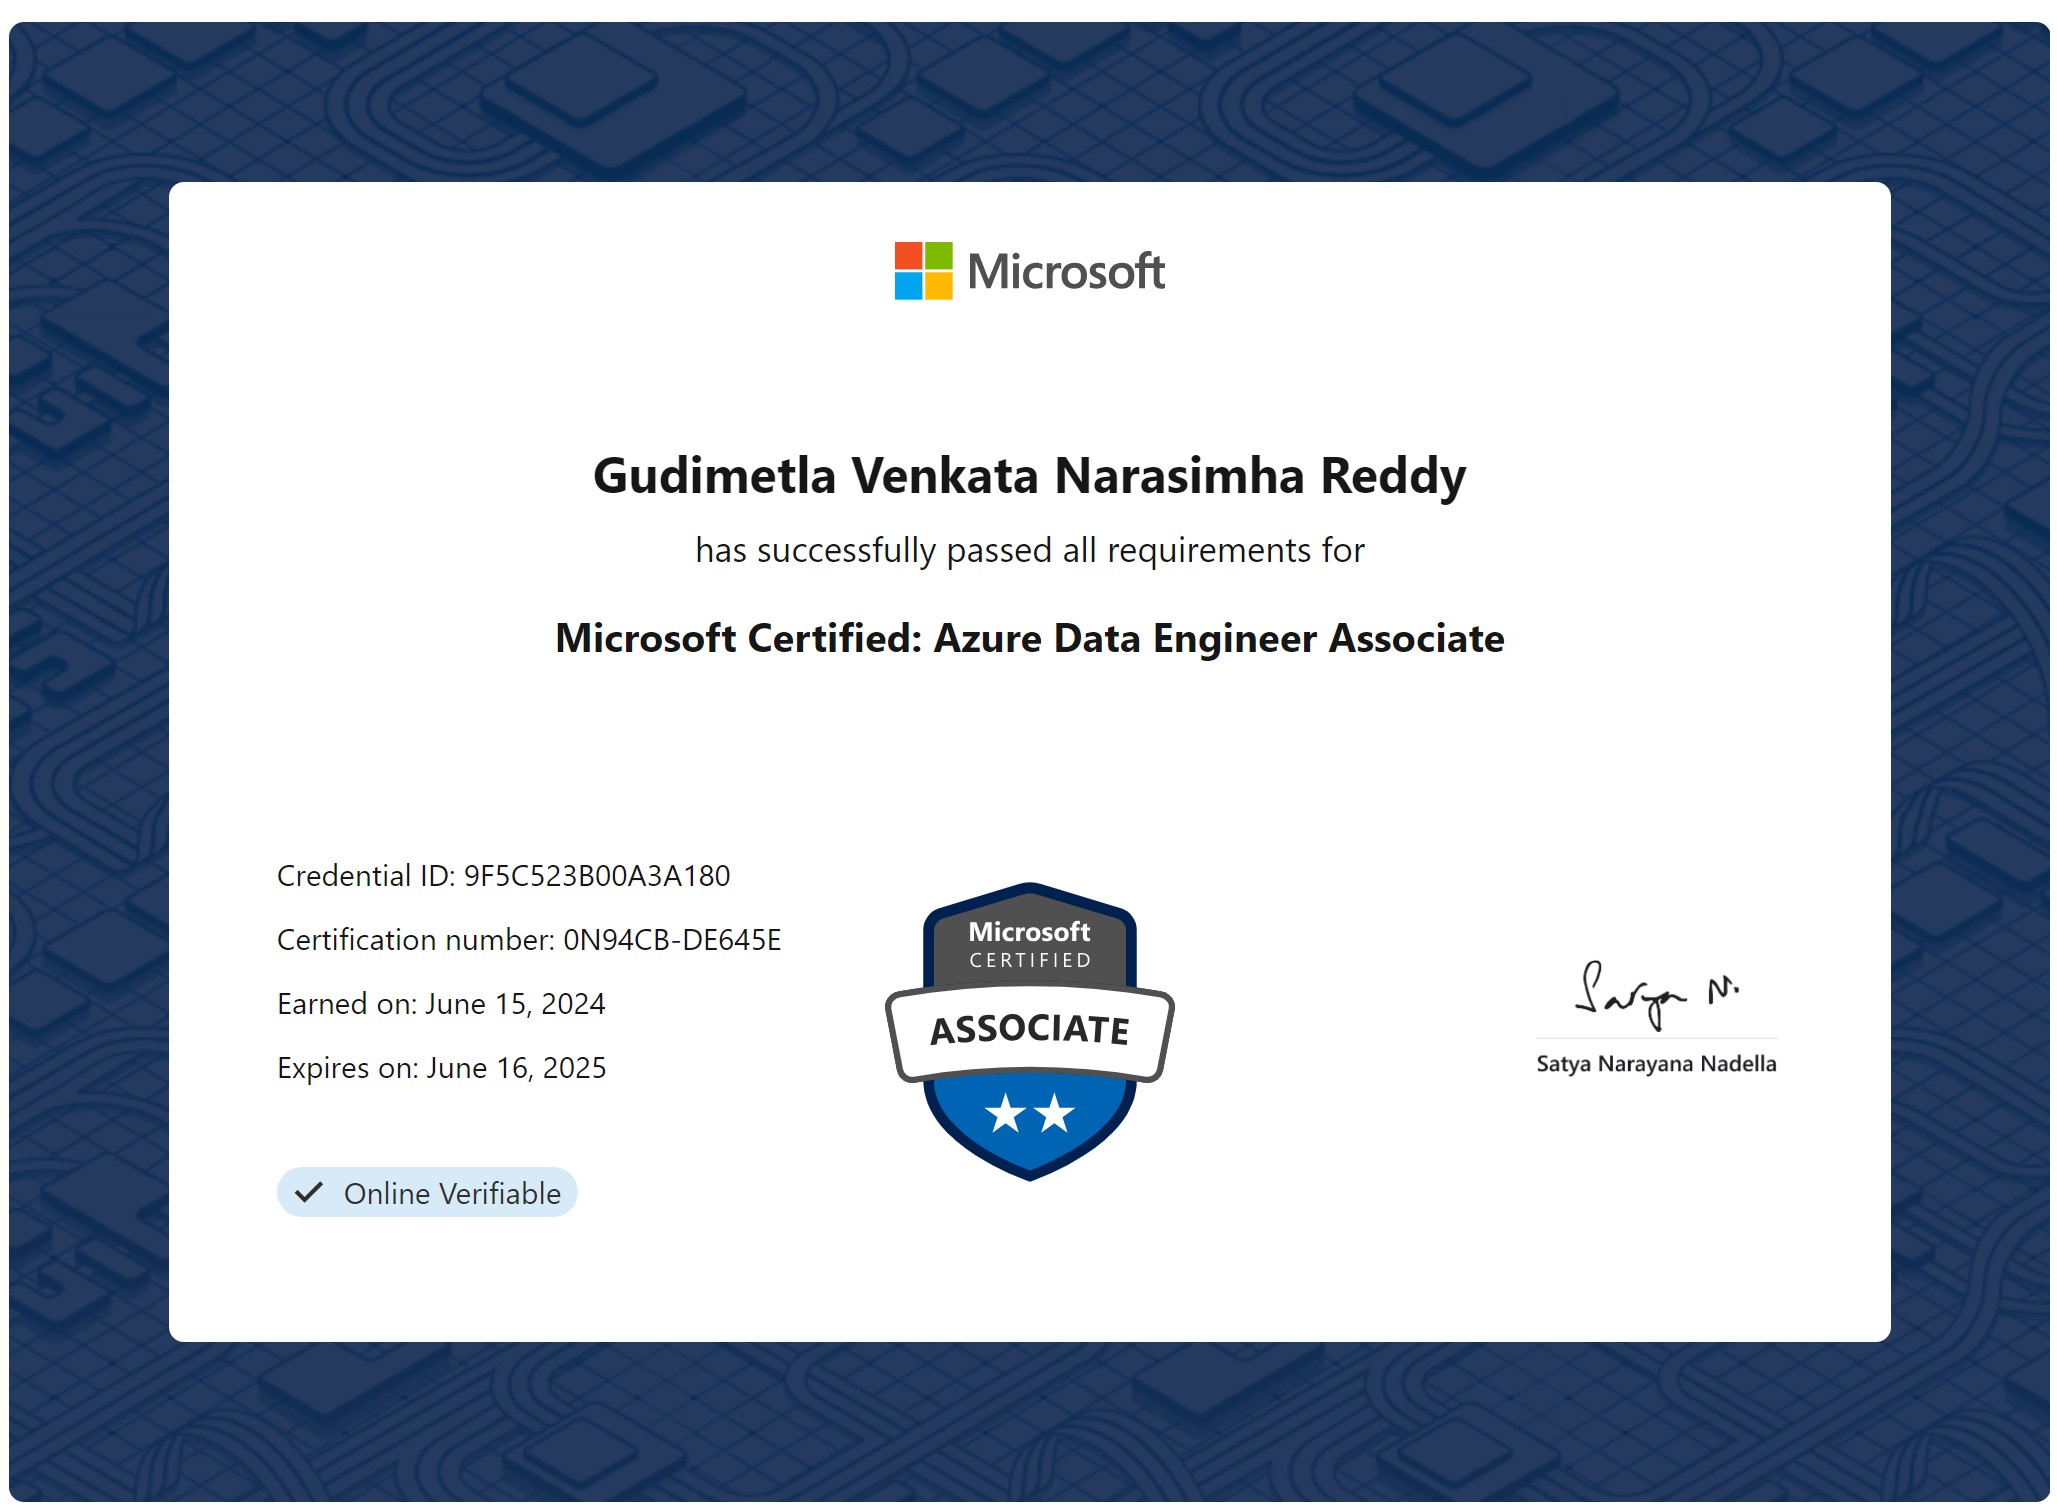 Microsoft
Gudimetla Venkata Narasimha Reddy
has successfully passed all requirements for
Microsoft Certified: Azure Data Engineer Associate
Credential ID: 9F5C523B00A3A180
Certification number: 0N94CB-DE645E
Earned on: June 15, 2024
Expires on: June 16, 2025
Online Verifiable
Microsoft
CERTIFIED
ASSOCIATE
Satya N.
Satya Narayana Nadella